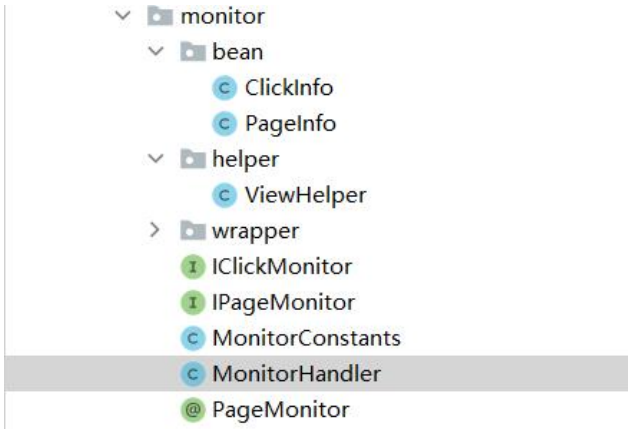 monitor
bean
C ClickInfo
C PageInfo
helper
C ViewHelper
wrapper
I IClickMonitor
I IPageMonitor
C MonitorConstants
C MonitorHandler
@ PageMonitor